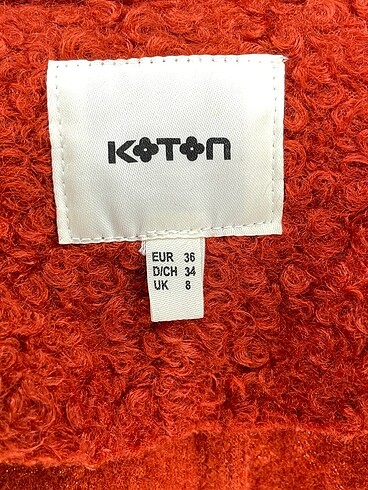 KOTON
EUR 36
D/CH 34
UK 8